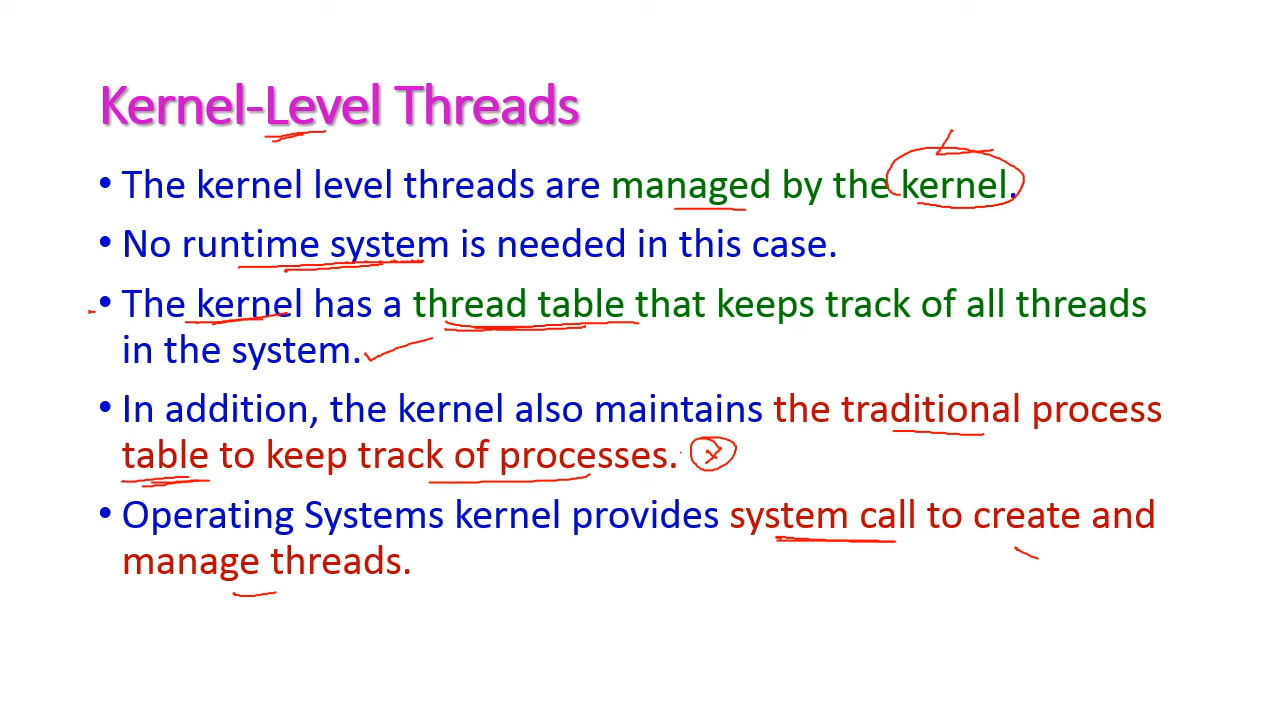 Kernel-Level Threads
• The kernel level threads are managed by the kernel.
• No runtime system is needed in this case.
• The kernel has a thread table that keeps track of all threads
in the system.
• In addition, the kernel also maintains the traditional process
table to keep track of processes.
• Operating Systems kernel provides system call to create and
manage threads.